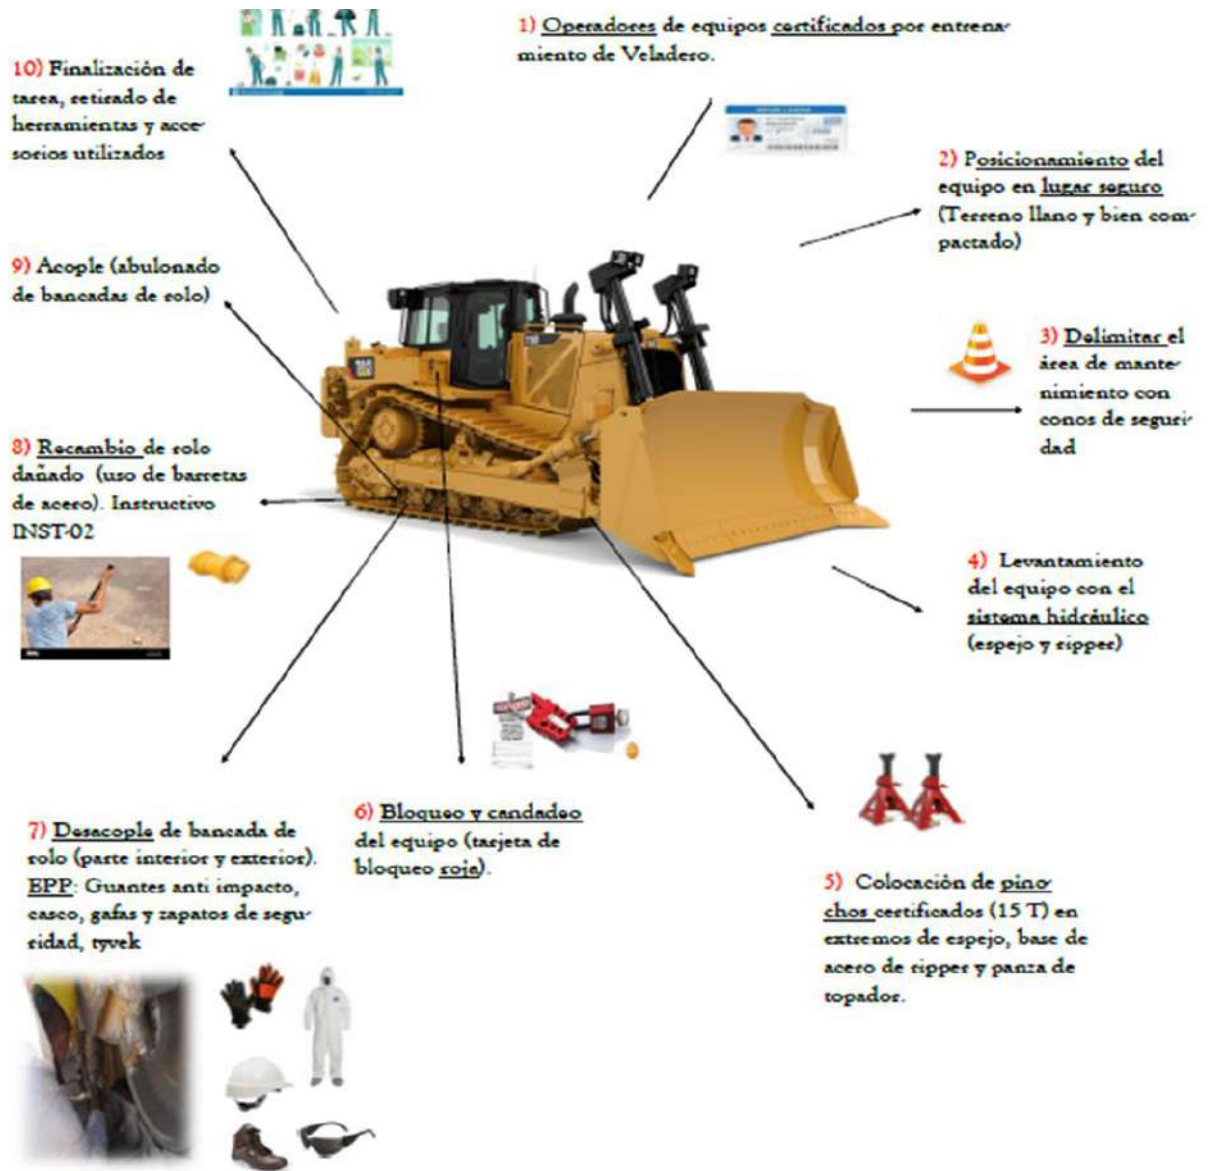 1) Operadores de equipos certificados por entrena-
miento de Veladero.
2) Posicionamiento del
equipo en lugar seguro
(Terreno llano y bien com-
pactado)
3) Delimitar el
área de mante-
nimiento con
conos de seguri-
dad
4) Levantamiento
del equipo con el
sistema hidráulico
(espejo y ripper)
5) Colocación de pino-
chos certificados (15 T) en
extremos de espejo, base de
acero de ripper y panza de
topador.
6) Bloqueo y candadeo
del equipo (tarjeta de
bloqueo roja).
7) Desacople de bancada de
rolo (parte interior y exterior).
EPP: Guantes anti impacto,
casco, gafas y zapatos de segu-
ridad, tyvek
8) Recambio de rolo
dañado (uso de barretas
de acero). Instructivo
INST-02
9) Acople (abulonado
de bancadas de rolo)
10) Finalización de
tarea, retirado de
herramientas y acce-
sorios utilizados